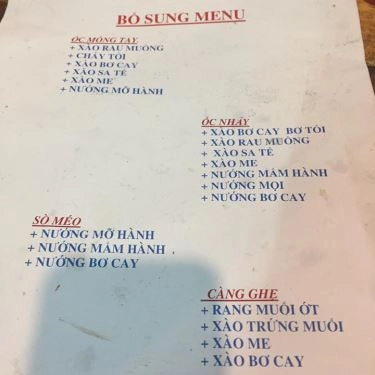 BỔ SUNG MENU
ỐC MÓNG TAY
+ XÀO RAU MUỐNG
+ CHÁY TỎI
+ XÀO BƠ CAY
+ XÀO SA TẾ
+ XÀO ME
+ NƯỚNG MỠ HÀNH
ỐC NHẢY
+ XÀO BƠ CAY BƠ TỎI
+ XÀO RAU MUỐNG
+ XÀO SA TẾ
+ XÀO ME
+ NƯỚNG MẮM HÀNH
+ NƯỚNG MỌI
+ NƯỚNG BƠ CAY
SÒ MÉO
+ NƯỚNG MỠ HÀNH
+ NƯỚNG MẮM HÀNH
+ NƯỚNG BƠ CAY
CÀNG GHẸ
+ RANG MUỐI ỚT
+ XÀO TRỨNG MUỐI
+ XÀO ME
+ XÀO BƠ CAY